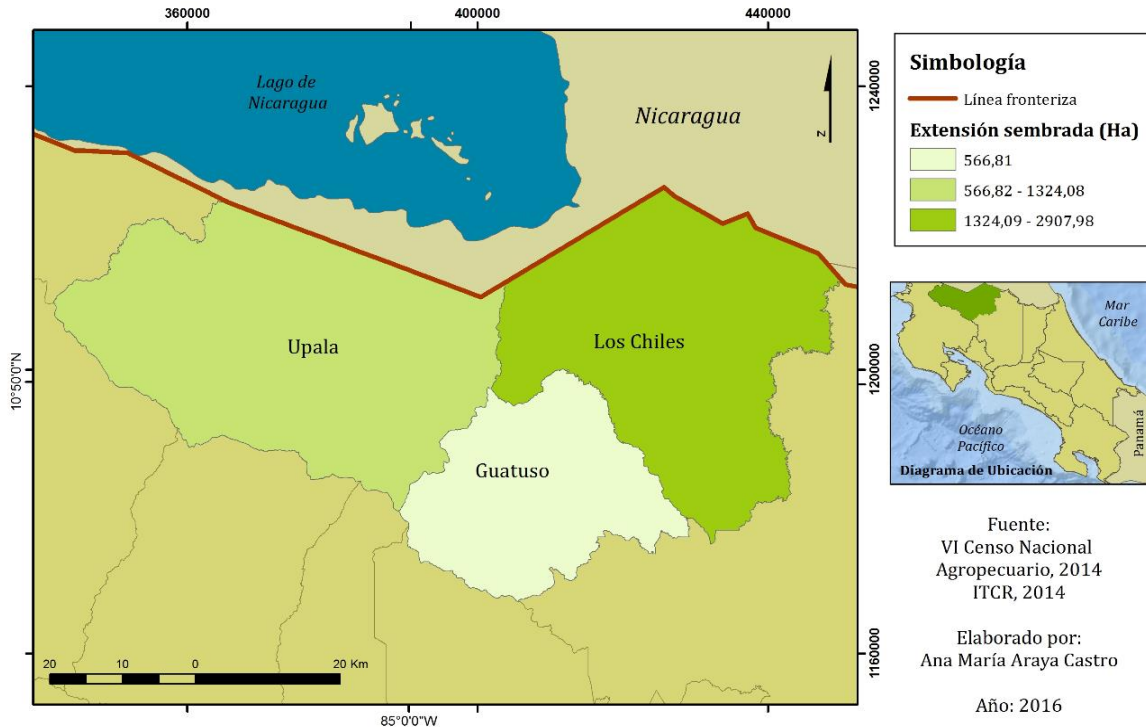 360000
400000
440000
Lago de
Nicaragua
Nicaragua
N
1240000
1200000
1160000
10°50'0"N
Upala
Los Chiles
Guatuso
20
10
0
20 Km
85°0'0"W
Simbología
Línea fronteriza
Extensión sembrada (Ha)
566,81
566,82 - 1324,08
1324,09 - 2907,98
Mar
Caribe
Océano
Pacífico
Panamá
Diagrama de Ubicación
Fuente:
VI Censo Nacional
Agropecuario, 2014
ITCR, 2014
Elaborado por:
Ana María Araya Castro
Año: 2016